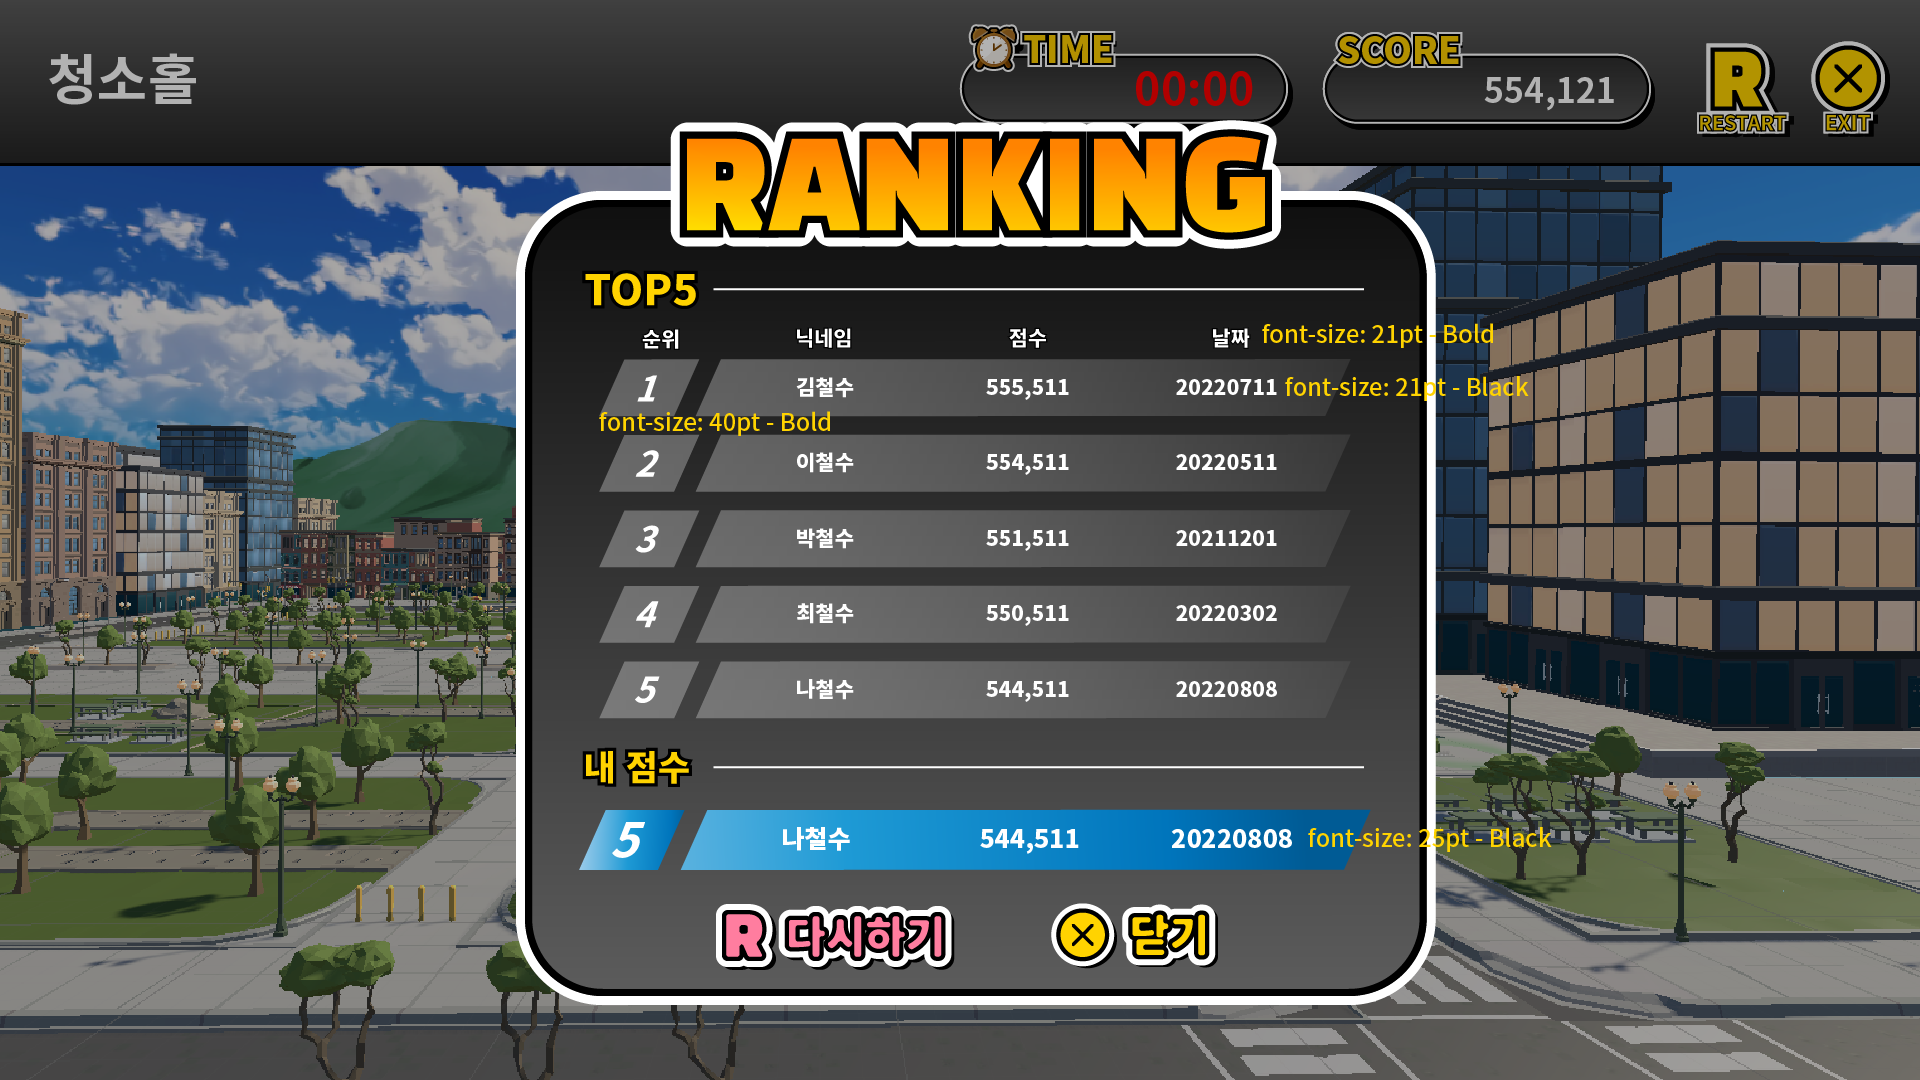 청소홀
TIME
00:00
SCORE
554,121
R
RESTART
EXIT
RANKING
TOP5
순위 닉네임 점수 날짜 font-size: 21pt - Bold
1 김철수 555,511 20220711 font-size: 21pt - Black
font-size: 40pt - Bold
2 이철수 554,511 20220511
3 박철수 551,511 20211201
4 최철수 550,511 20220302
5 나철수 544,511 20220808
내 점수
5 나철수 544,511 20220808 font-size: 25pt - Black
R 다시하기 닫기